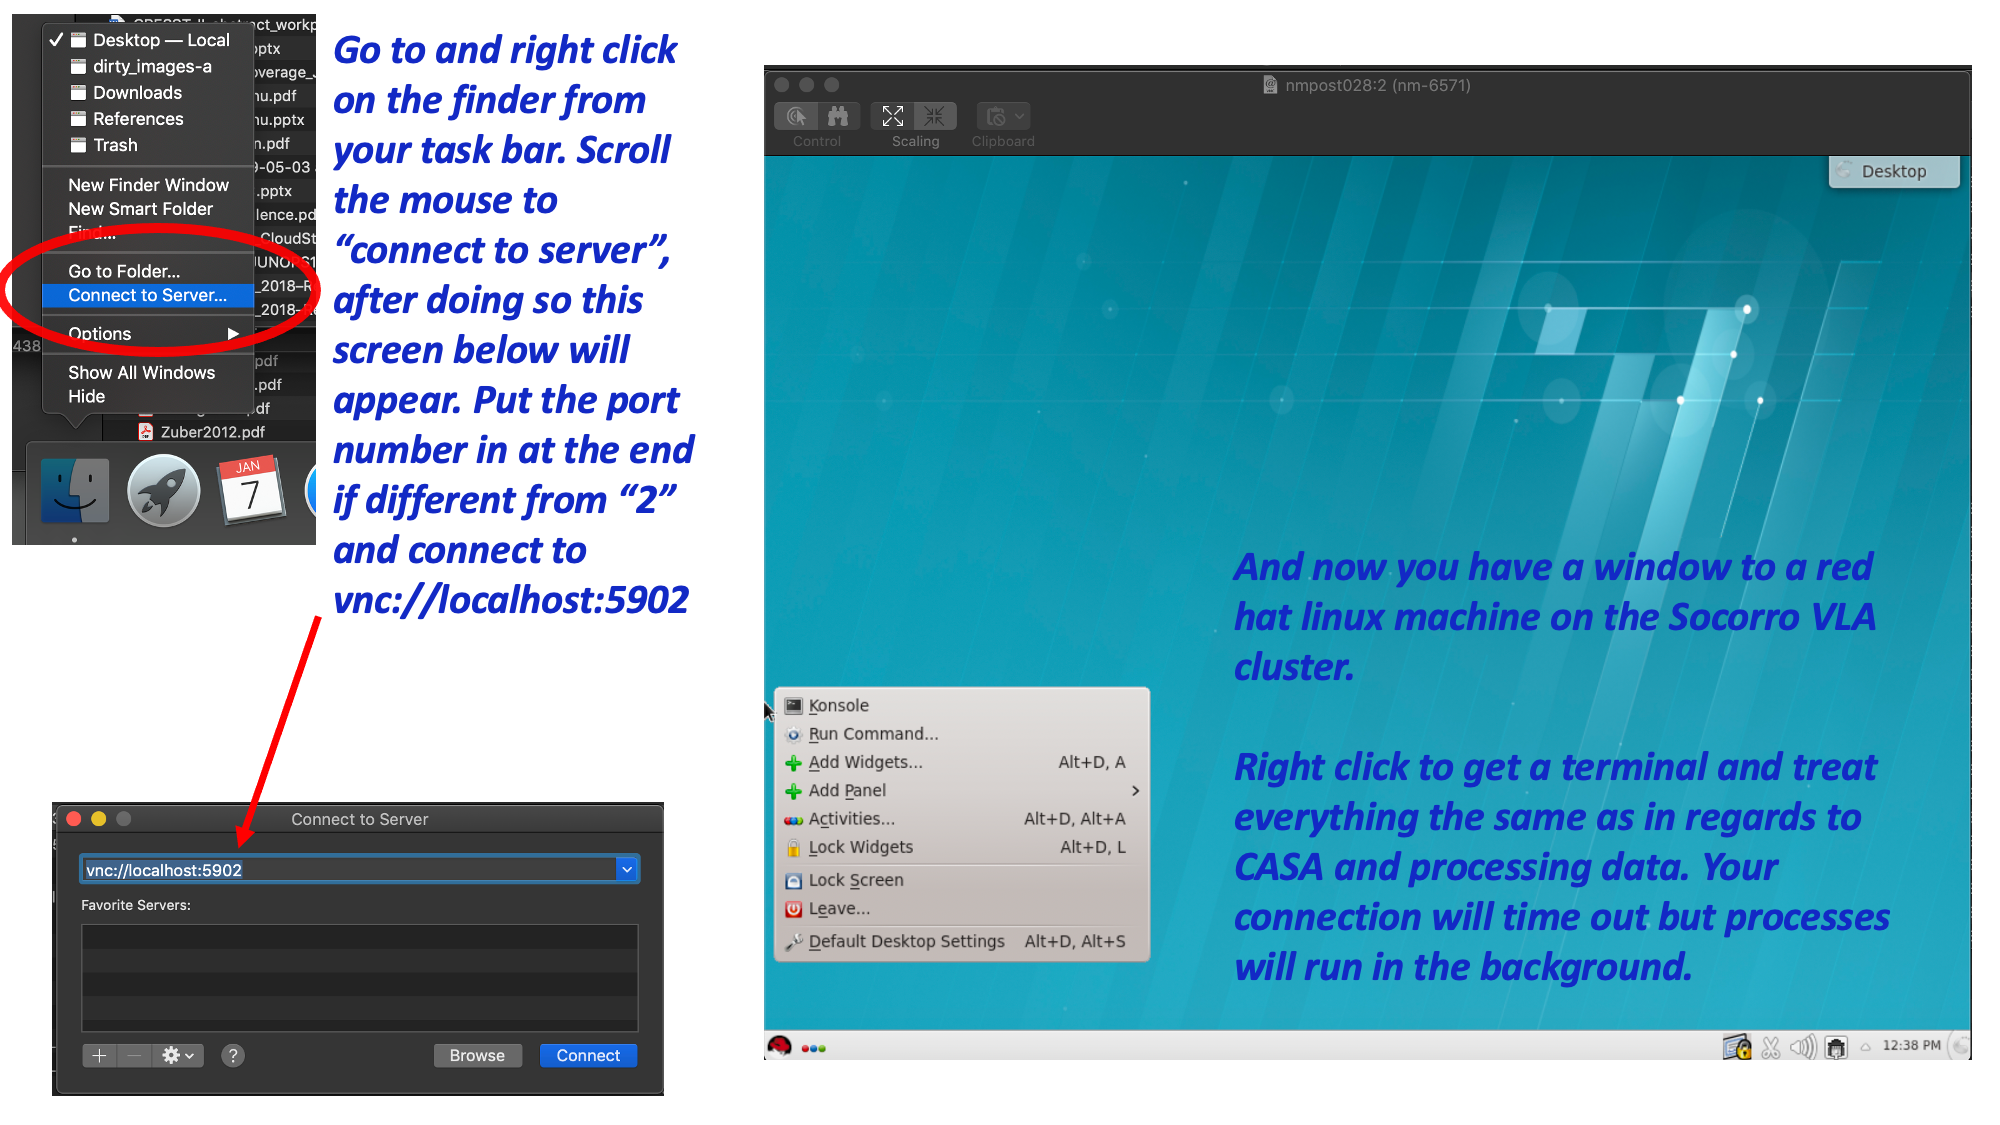 Desktop — Local
dirty_images-a
Downloads
References
Trash
New Finder Window
New Smart Folder
Find...
Go to Folder...
Connect to Server...
Options
Show All Windows
Hide
ct_workp
pptx
overage_
nu.pdf
nu.pptx
n.pdf
9-05-03
.pptx
lence.pd
_CloudSt
JUNOPS1
_2018-R
_2018-Re
438
pdf
.pdf
df
Zuber2012.pdf
JAN
7
Go to and right click
on the finder from
your task bar. Scroll
the mouse to
“connect to server”,
after doing so this
screen below will
appear. Put the port
number in at the end
if different from “2”
and connect to
vnc://localhost:5902
Connect to Server
vnc://localhost:5902
Favorite Servers:
?
Browse
Connect
nmpost028:2 (nm-6571)
Control
Scaling
Clipboard
Desktop
And now you have a window to a red
hat linux machine on the Socorro VLA
cluster.
Right click to get a terminal and treat
everything the same as in regards to
CASA and processing data. Your
connection will time out but processes
will run in the background.
Konsole
Run Command...
Add Widgets... Alt+D, A
Add Panel
Activities... Alt+D, Alt+A
Lock Widgets Alt+D, L
Lock Screen
Leave...
Default Desktop Settings Alt+D, Alt+S
12:38 PM